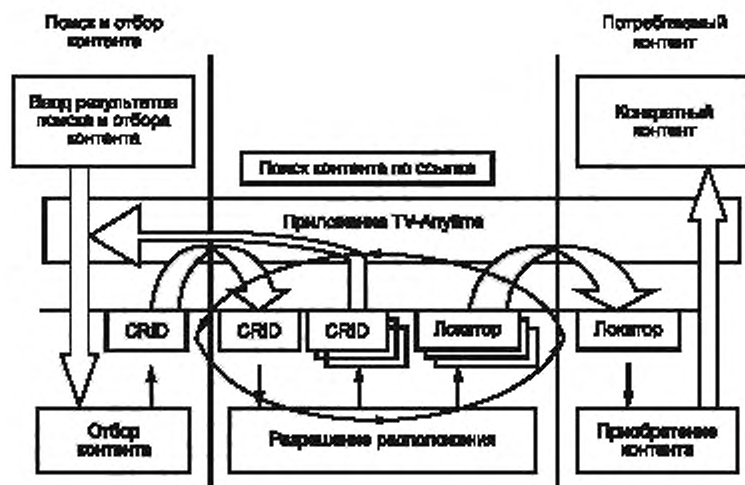 Поиск и отбор
контента
Потребляемый
контент
Ввод результатов
поиска и отбора
контента
Конкретный
контент
Поиск контента по ссылке
Приложение TV-Anytime
CRID
CRID
CRID
Локатор
Локатор
Отбор
контента
Разрешение расположения
Приобретение
контента